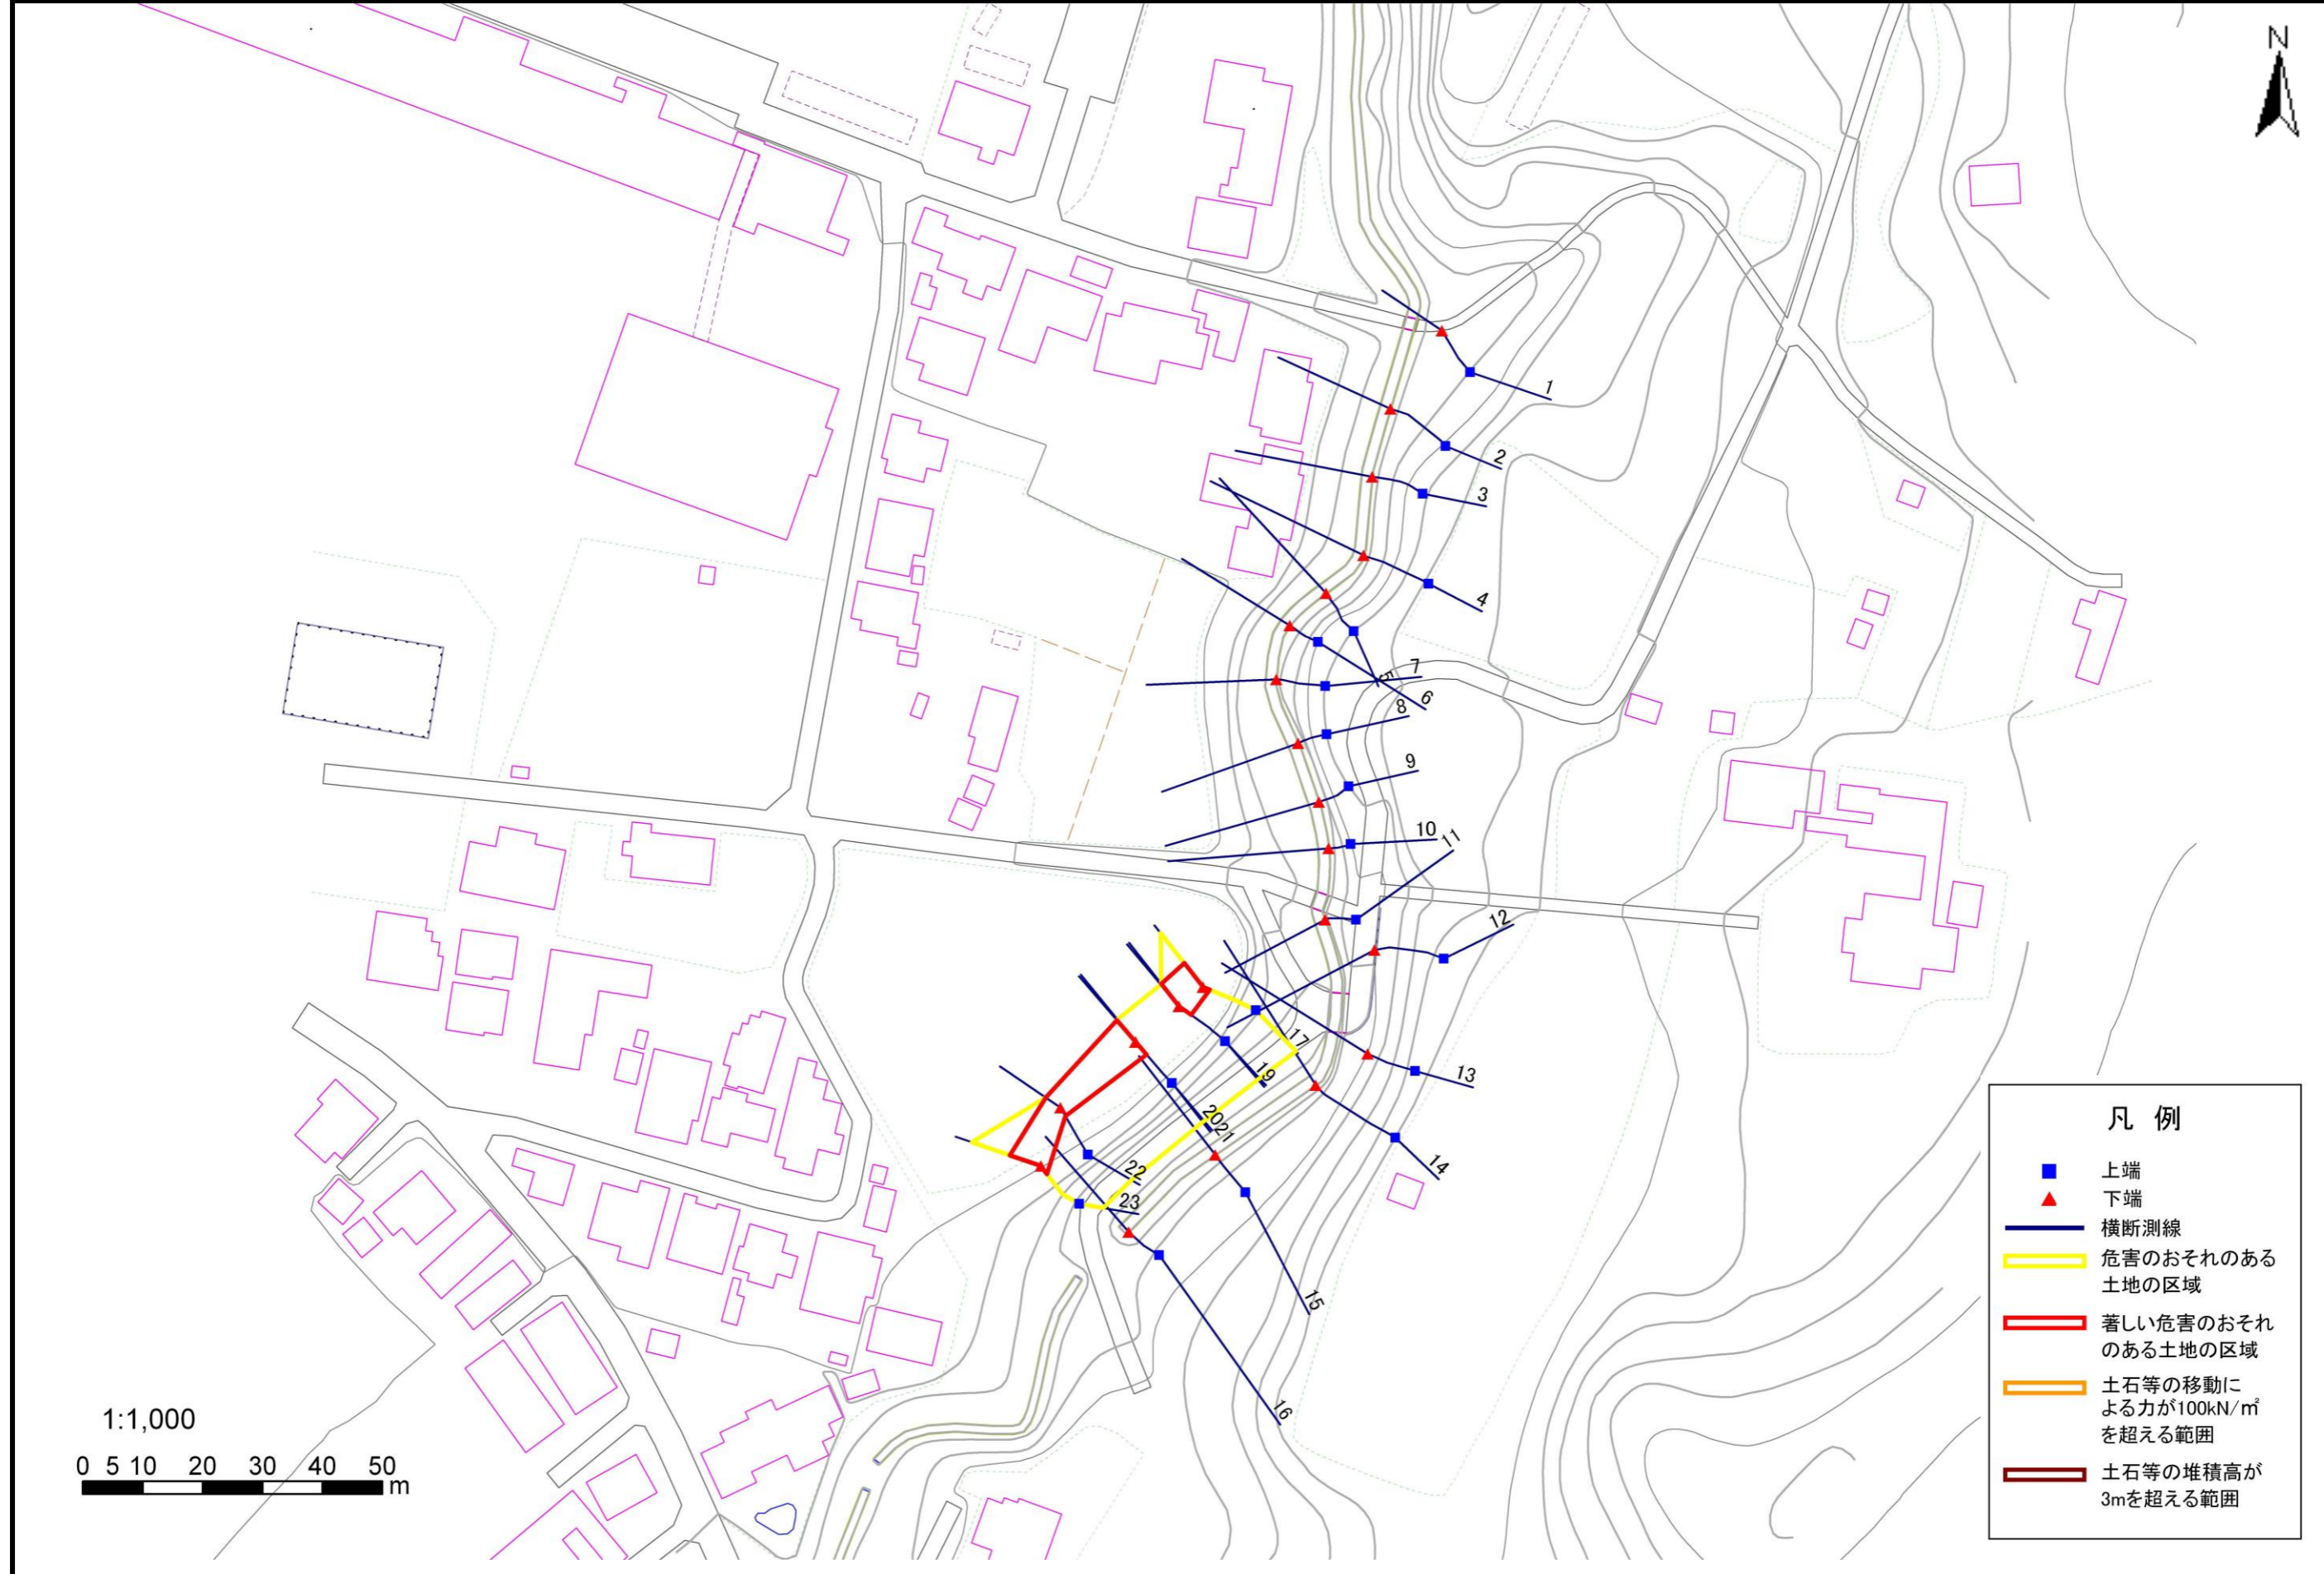 N
1
2
3
4
5
7
6
8
9
10
11
12
17
13
19
14
20
21
22
23
15
16
凡 例
上端
下端
横断測線
危害のおそれのある
土地の区域
著しい危害のおそれ
のある土地の区域
土石等の移動に
よる力が100kN/㎡
を超える範囲
土石等の堆積高が
3mを超える範囲
1:1,000
0 5 10 20 30 40 50
m